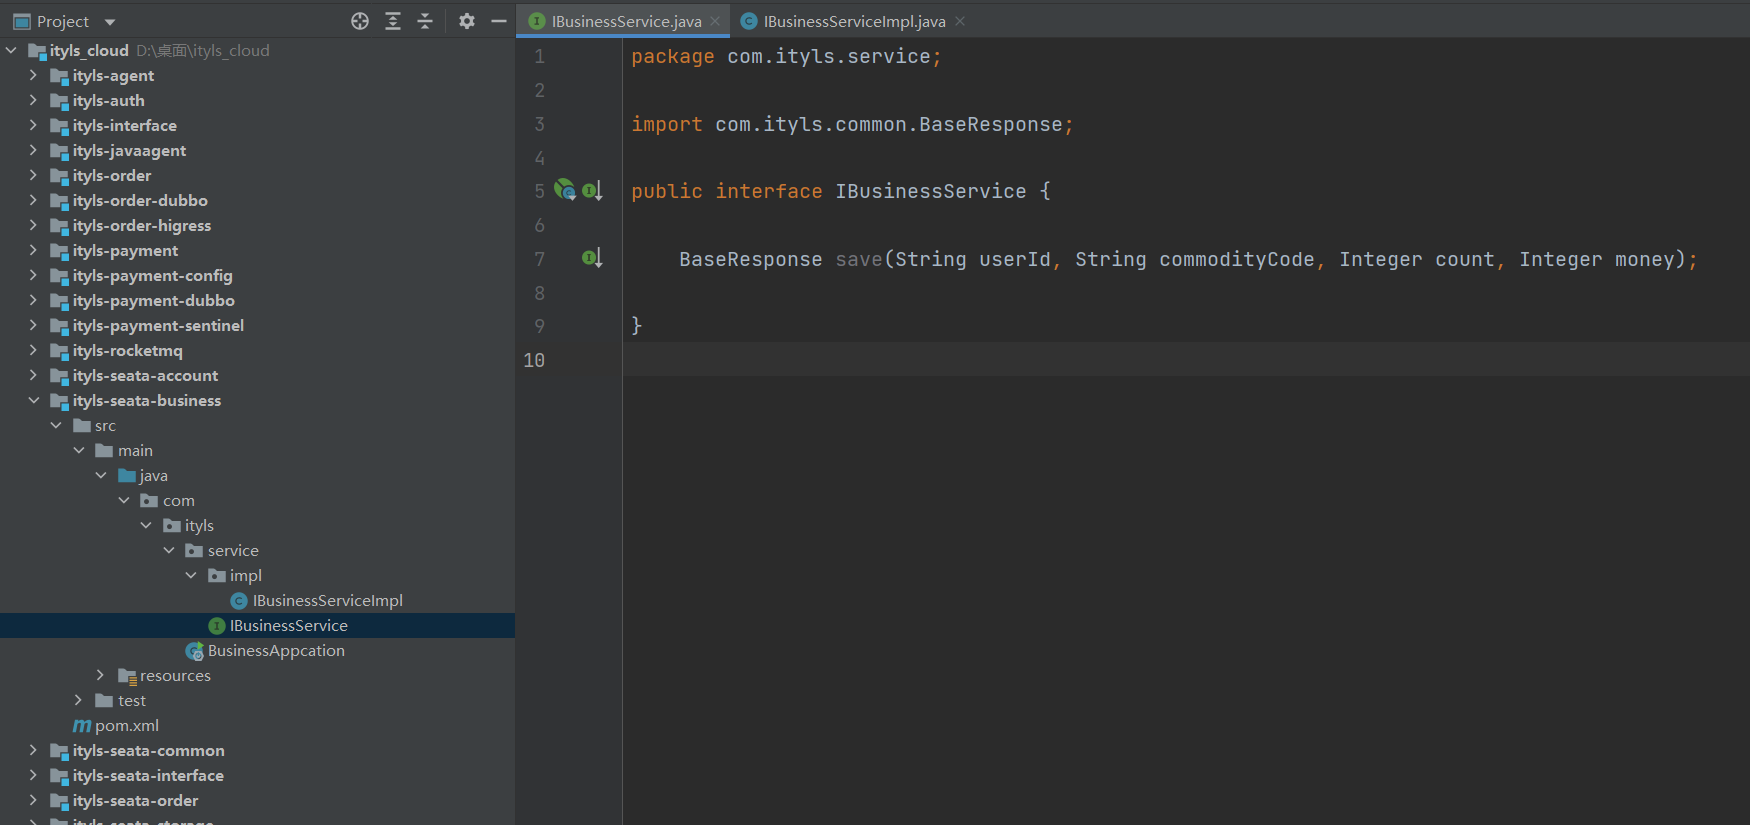 Project
ityls_cloud D:\桌面\ityls_cloud
ityls-agent
ityls-auth
ityls-interface
ityls-javaagent
ityls-order
ityls-order-dubbo
ityls-order-higress
ityls-payment
ityls-payment-config
ityls-payment-dubbo
ityls-payment-sentinel
ityls-rocketmq
ityls-seata-account
ityls-seata-business
src
main
java
com
ityls
service
impl
IBusinessServiceImpl
IBusinessService
BusinessAppcation
resources
test
pom.xml
ityls-seata-common
ityls-seata-interface
ityls-seata-order
ityls-seata-storage
IBusinessService.java IBusinessServiceImpl.java
1 package com.ityls.service;
2
3 import com.ityls.common.BaseResponse;
4
5 public interface IBusinessService {
6
7 BaseResponse save(String userId, String commodityCode, Integer count, Integer money);
8
9 }
10